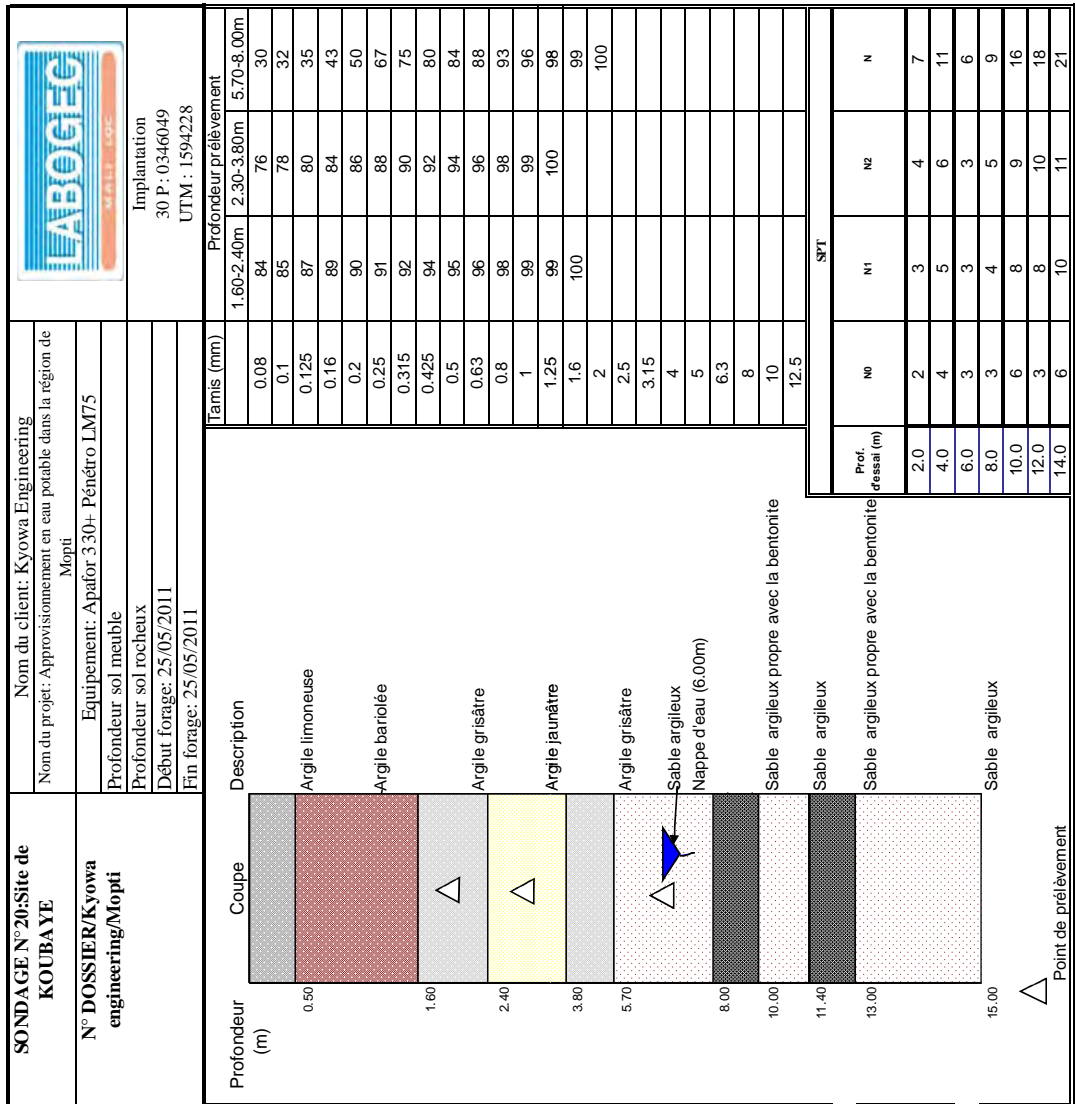 SONDAGE N°20:Site de
KOUBAYE
N° DOSSIER/Kyowa
engineering/Mopti
Nom du client: Kyowa Engineering
Nom du projet: Approvisionnement en eau potable dans la région de
Mopti
Equipement: Apafor 330+ Pénétro LM75
Profondeur sol meuble
Profondeur sol rocheux
Début forage: 25/05/2011
Fin forage: 25/05/2011
LABOGEC
MALI LQC
Implantation
30 P : 0346049
UTM : 1594228
Profondeur
(m)
Coupe
Description
0.50
Argile limoneuse
1.60
Argile bariolée
2.40
Argile grisâtre
3.80
Argile jaunâtre
5.70
Argile grisâtre
Sable argileux
Nappe d'eau (6.00m)
8.00
10.00
Sable argileux propre avec la bentonite
11.40
Sable argileux
13.00
Sable argileux propre avec la bentonite
15.00
Sable argileux
Point de prélèvement
Tamis (mm) Profondeur prélèvement
1.60-2.40m 2.30-3.80m 5.70-8.00m
0.08 84 76 30
0.1 85 78 32
0.125 87 80 35
0.16 89 84 43
0.2 90 86 50
0.25 91 88 67
0.315 92 90 75
0.425 94 92 80
0.5 95 94 84
0.63 96 96 88
0.8 98 98 93
1 99 99 96
1.25 99 100 98
1.6 100 99
2 100
2.5
3.15
4
5
6.3
8
10
12.5
SPT
Prof.
d'essai (m) N0 N1 N2 N
2.0 2 3 4 7
4.0 4 5 6 11
6.0 3 3 3 6
8.0 3 4 5 9
10.0 6 8 9 16
12.0 3 8 10 18
14.0 6 10 11 21